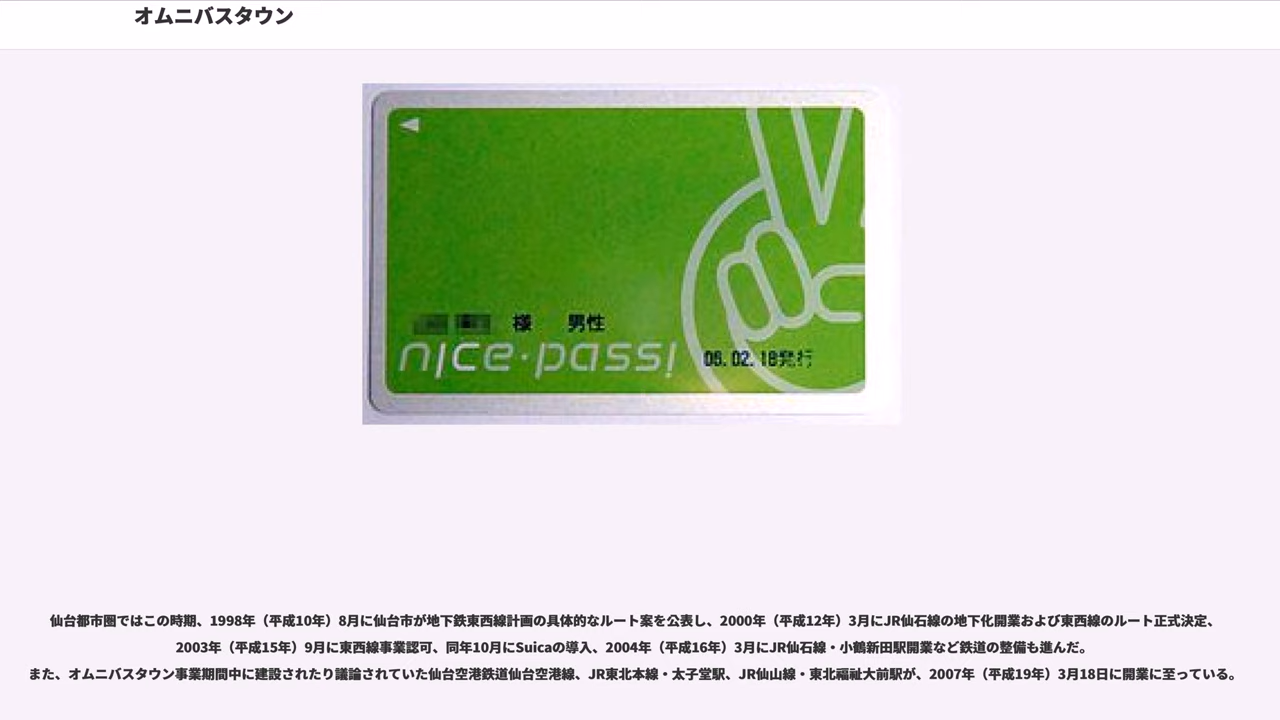 オムニバスタウン
様 男性
nice・pass!
06.02.18発行
仙台都市圏ではこの時期、1998年（平成10年）8月に仙台市が地下鉄東西線計画の具体的なルート案を公表し、2000年（平成12年）3月にJR仙石線の地下化開業および東西線のルート正式決定、
2003年（平成15年）9月に東西線事業認可、同年10月にSuicaの導入、2004年（平成16年）3月にJR仙石線・小鶴新田駅開業など鉄道の整備も進んだ。
また、オムニバスタウン事業期間中に建設されたり議論されていた仙台空港鉄道仙台空港線、JR東北本線・太子堂駅、JR仙山線・東北福祉大前駅が、2007年（平成19年）3月18日に開業に至っている。